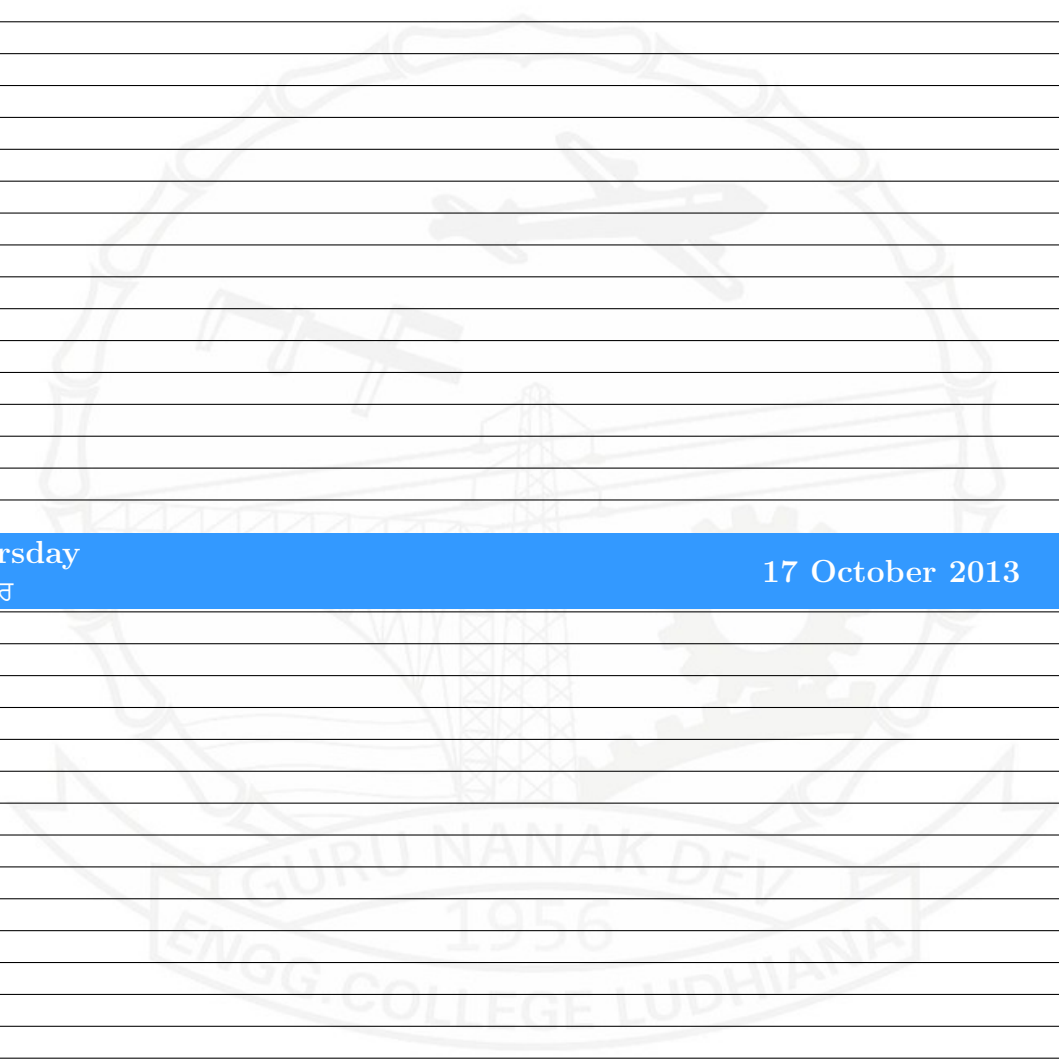 rsday
ਰ
17 October 2013
GURU NANAK DEV
1956
ENGG.COLLEGE LUDHIANA